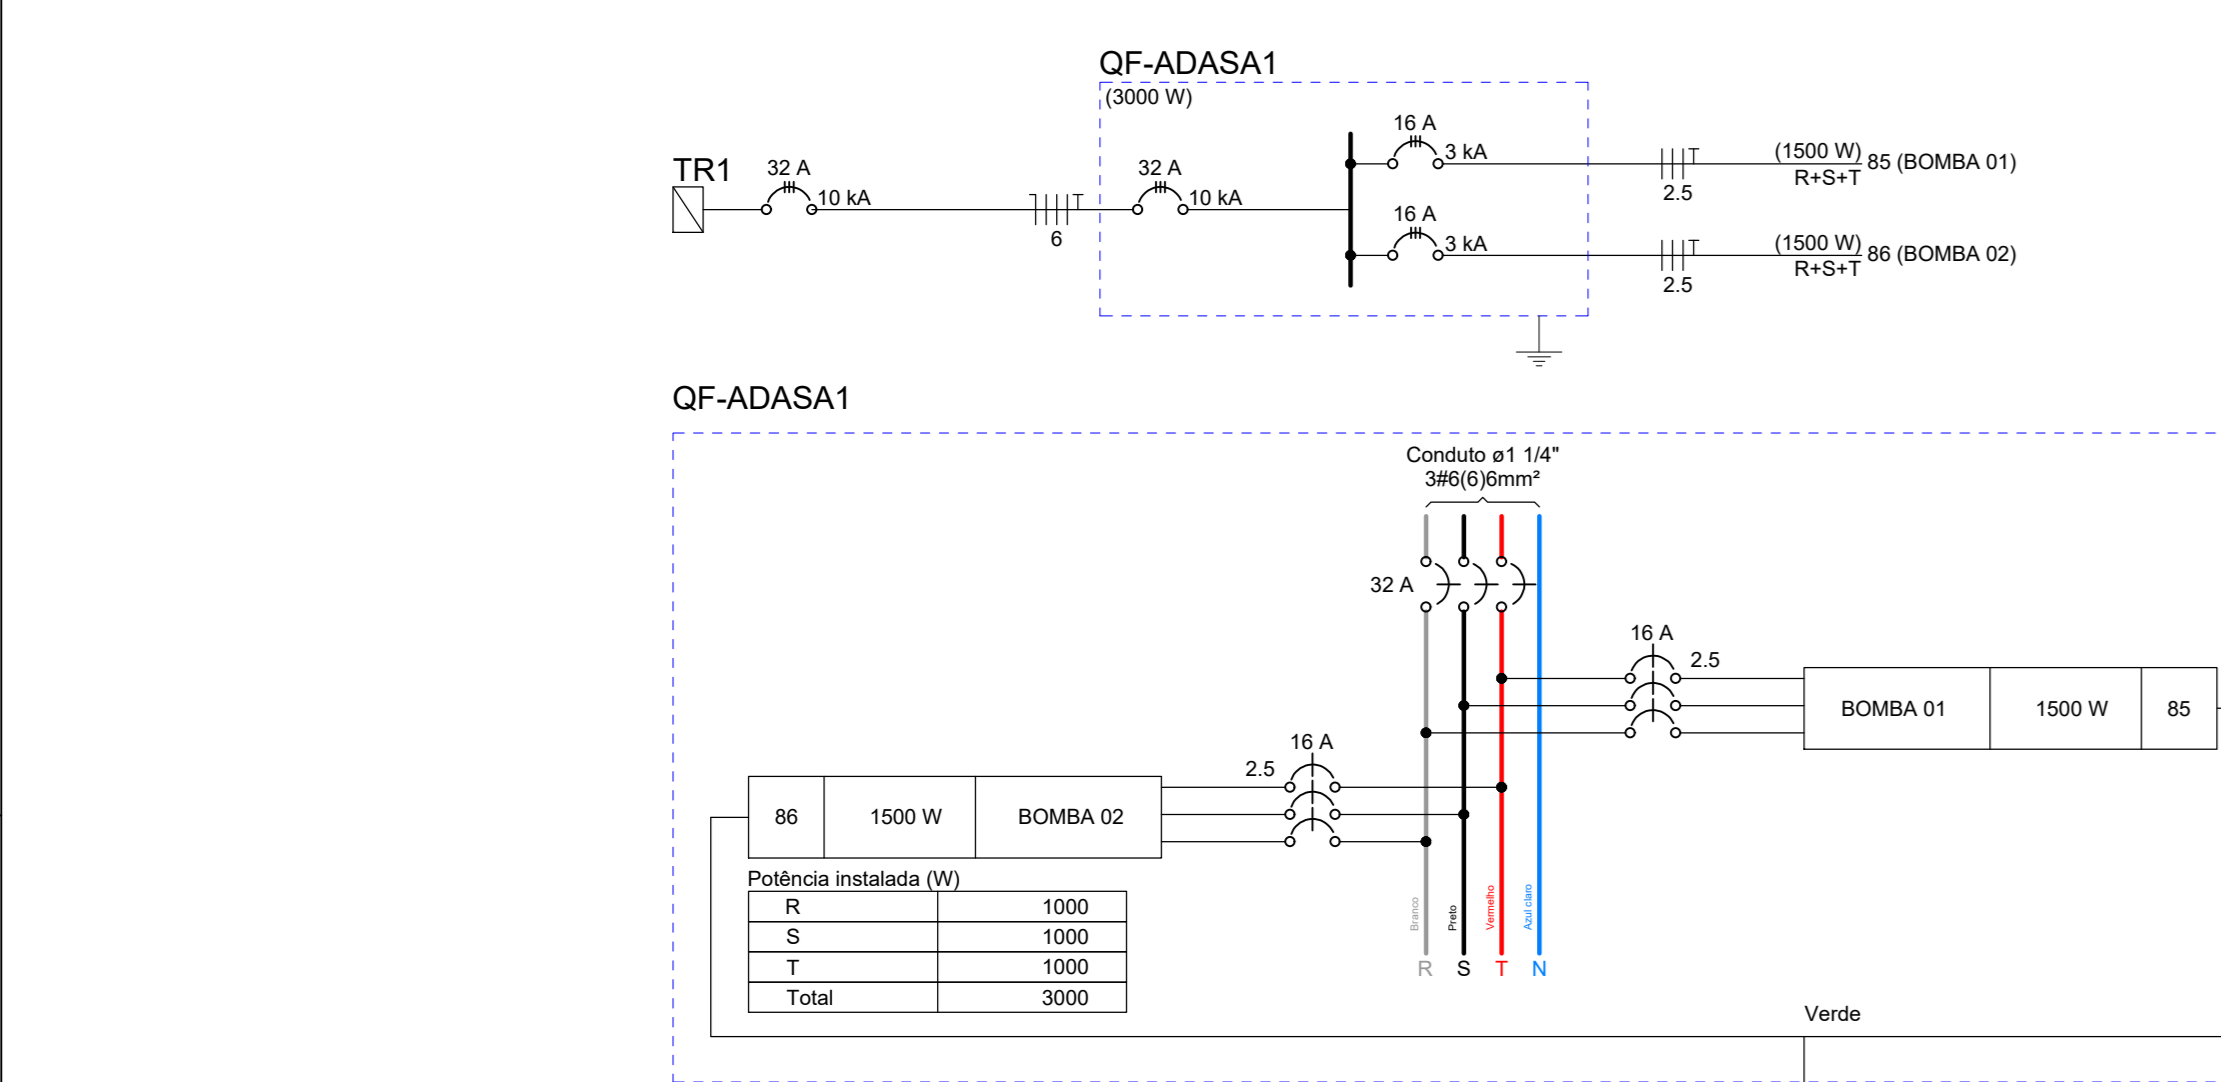 QF-ADASA1
(3000 W)
TR1
32 A
10 kA
6
32 A
10 kA
16 A
3 kA
2.5
(1500 W)
R+S+T
85 (BOMBA 01)
16 A
3 kA
2.5
(1500 W)
R+S+T
86 (BOMBA 02)
QF-ADASA1
Conduto ø1 1/4"
3#6(6)6mm²
32 A
16 A
2.5
BOMBA 01
1500 W
85
16 A
2.5
86
1500 W
BOMBA 02
Potência instalada (W)
R 1000
S 1000
T 1000
Total 3000
Branco
Preto
Vermelho
Azul claro
R S T N
Verde